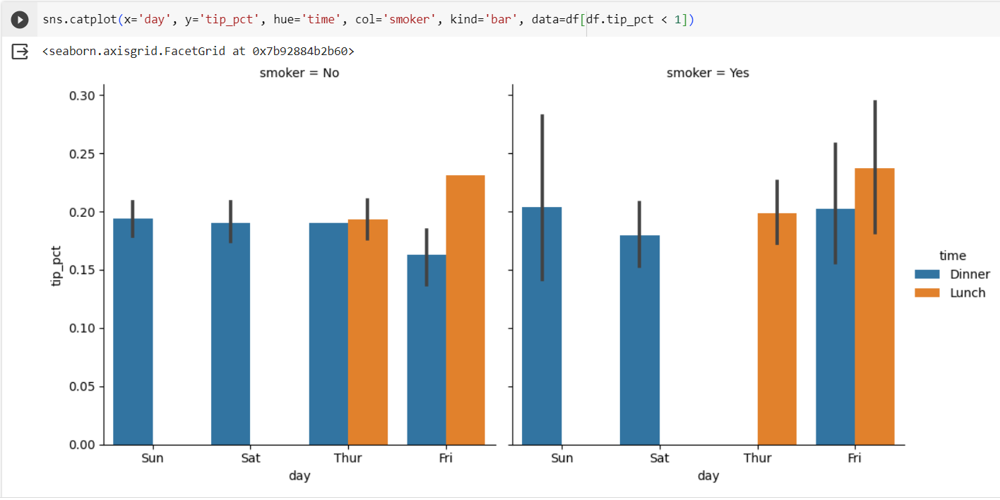 sns.catplot(x='day', y='tip_pct', hue='time', col='smoker', kind='bar', data=df[df.tip_pct < 1])
<seaborn.axisgrid.FacetGrid at 0x7b92884b2b60>
smoker = No
smoker = Yes
0.30
0.25
0.20
0.15
0.10
0.05
0.00
tip_pct
Sun Sat Thur Fri
day
Sun Sat Thur Fri
day
time
Dinner
Lunch